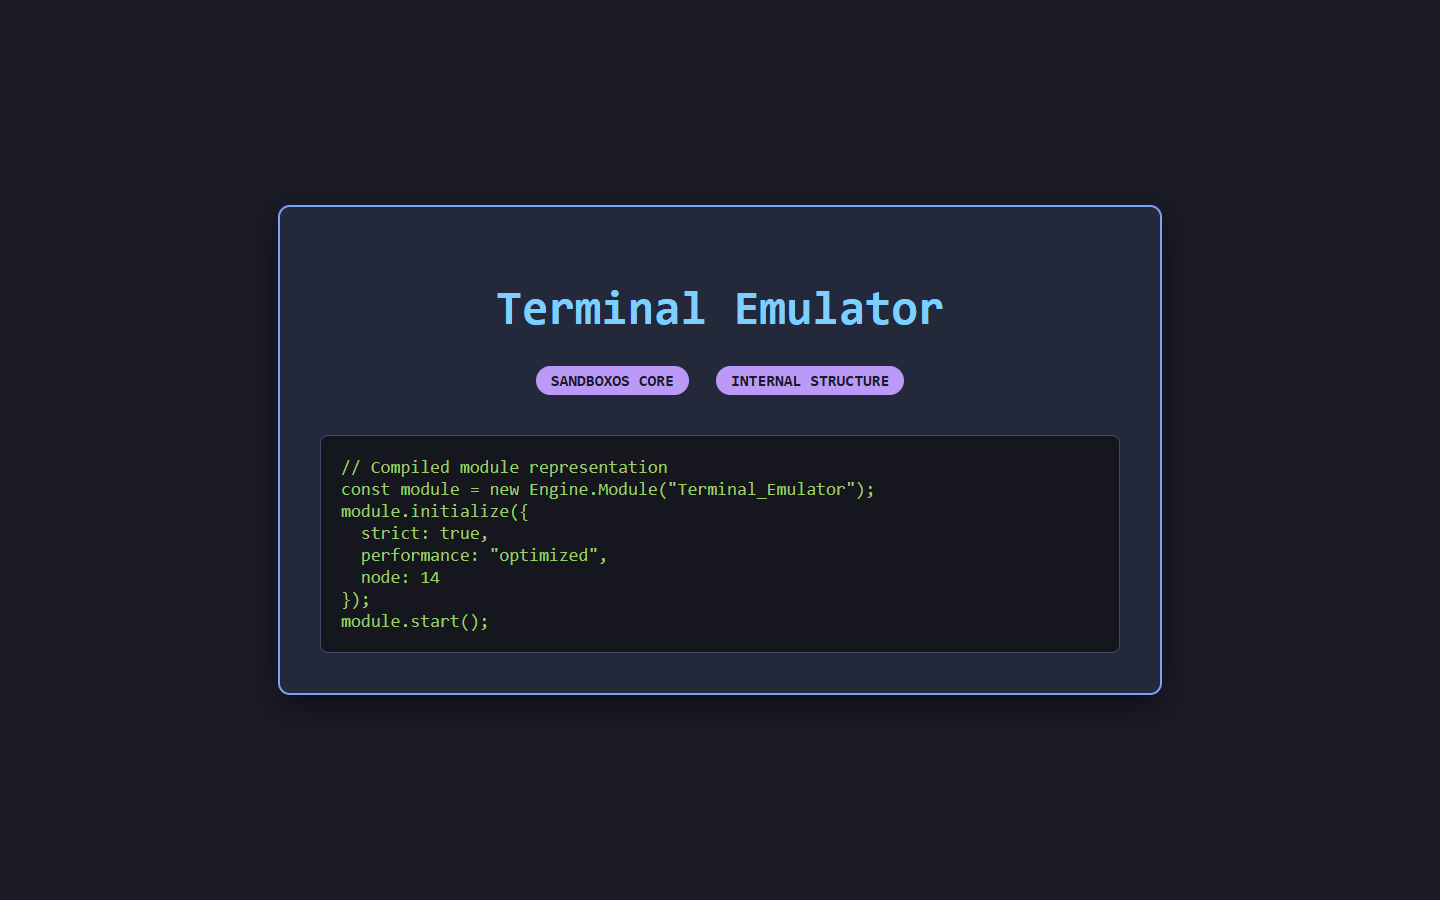 Terminal Emulator
SANDBOXOS CORE INTERNAL STRUCTURE
// Compiled module representation
const module = new Engine.Module("Terminal_Emulator");
module.initialize({
  strict: true,
  performance: "optimized",
  node: 14
});
module.start();